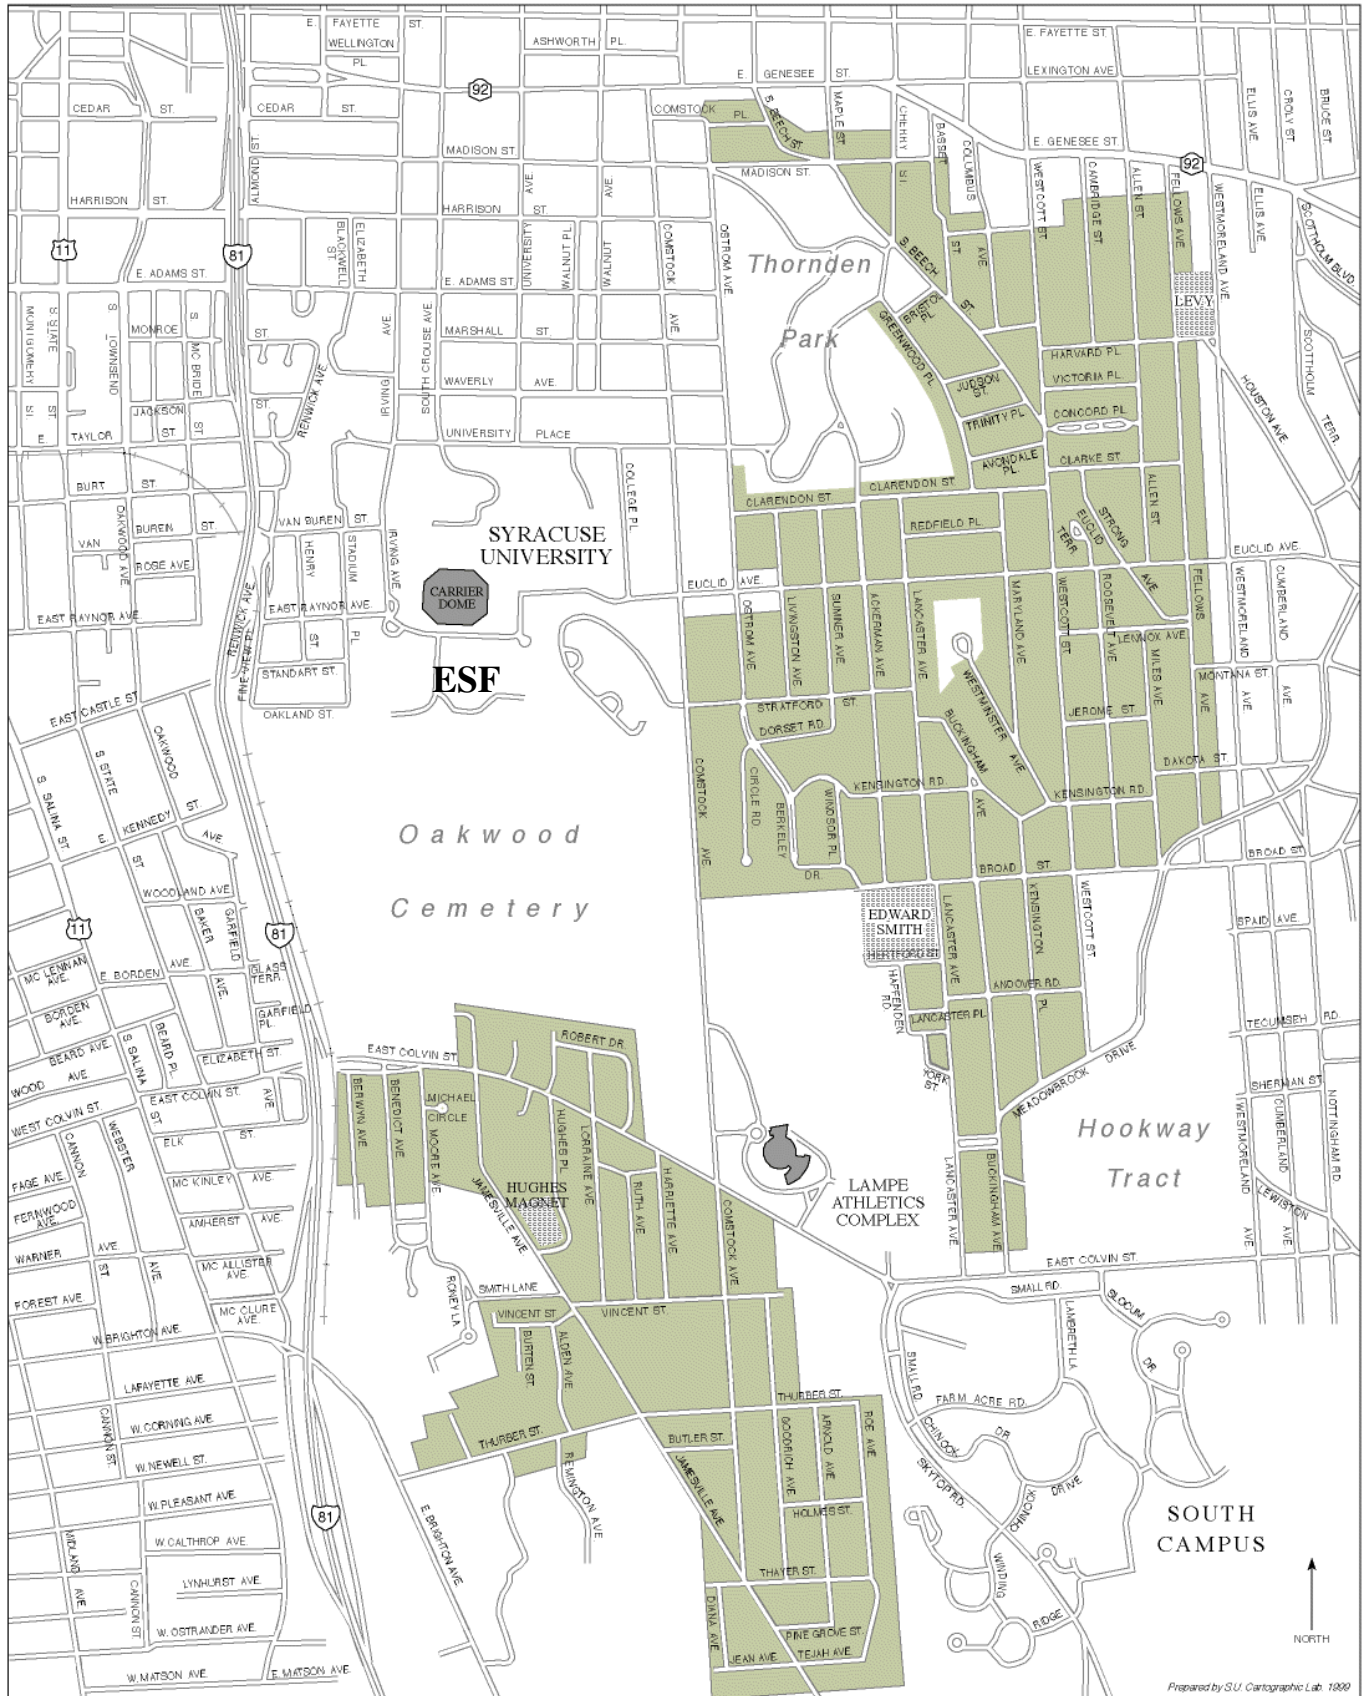 E. FAYETTE ST.
WELLINGTON
PL.
ASHWORTH PL.
E. FAYETTE ST.
E. GENESEE ST.
LEXINGTON AVE.
92
CEDAR ST.
CEDAR ST.
COMSTOCK PL.
S. BEECH ST.
MAPLE ST.
CHERRY ST.
BASSET ST.
COLUMBUS AVE.
ELLIS AVE
CROLY ST
BRUCE ST.
ALMOND ST.
MADISON ST.
MADISON ST.
E. GENESEE ST.
92
HARRISON ST.
HARRISON ST.
UNIVERSITY AVE.
WALNUT PL.
WALNUT AVE.
COMSTOCK AVE
OSTROM AVE.
WESTCOTT ST.
CAMBRIDGE ST.
ALLEN ST.
FELLOWS AVE.
WESTMORELAND AVE
ELLIS AVE.
SCOTTHOLM BLVD.
11
81
BLACKWELL ST.
ELIZABETH
E. ADAMS ST.
E. ADAMS ST.
Thornden
Park
S. BEECH ST.
BRISTOL PL.
GREENWOOD PL.
LEVY
MONTGOMERY ST
S. STATE ST
S. TOWNSEND
MONROE ST.
S. MC BRIDE ST
IRVING AVE
SOUTH CROUSE AVE.
MARSHALL ST.
WAVERLY AVE.
HARVARD PL.
VICTORIA PL.
CONCORD PL.
JUDSON ST.
TRINITY PL.
AVONDALE PL.
CLARKE ST.
HOUSTON AVE.
SCOTTHOLM TERR.
JACKSON ST.
RENWICK AVE.
E. TAYLOR ST.
UNIVERSITY PLACE
BURT ST.
COLLEGE PL.
CLARENDON ST.
CLARENDON ST.
REDFIELD PL.
EUCLID TERR.
STRONG AVE
ALLEN ST.
VAN BUREN ST.
OAKWOOD AVE
VAN BUREN ST.
HENRY ST
STADIUM PL
IRVING AVE
SYRACUSE
UNIVERSITY
ROSE AVE.
CARRIER
DOME
EUCLID AVE.
EUCLID AVE.
EAST RAYNOR AVE.
EAST RAYNOR AVE.
RENWICK AVE.
PINE VIEW PL.
OSTROM AVE.
LIVINGSTON AVE.
SUMNER AVE.
ACKERMAN AVE.
LANCASTER AVE.
MARYLAND AVE.
WESTCOTT ST.
ROOSEVELT AVE.
LENNOX AVE.
FELLOWS AVE.
WESTMORELAND AVE
CUMBERLAND AVE
STANDART ST.
OAKLAND ST.
ESF
EAST CASTLE ST
STRATFORD ST.
DORSET RD.
WESTMINSTER AVE
BUCKINGHAM AVE
MILES AVE.
JEROME ST.
MONTANA ST.
DAKOTA ST.
S. SALINA ST.
S. STATE ST
OAKWOOD AVE
KENNEDY ST.
Oakwood
Cemetery
COMSTOCK AVE
CIRCLE RD.
BERKELEY DR.
WINDSOR PL.
KENSINGTON RD.
KENSINGTON RD.
BROAD ST.
BROAD ST.
WOODLAND AVE.
BAKER AVE.
GARFIELD
EDWARD
SMITH
LANCASTER AVE.
KENSINGTON PL
WESTCOTT ST.
SPAID AVE.
11
81
MC LENNAN AVE.
E. BORDEN AVE
GLASS TERR.
GARFIELD PL.
BORDEN AVE.
BEARD AVE.
BEARD PL.
S. SALINA ST
ELIZABETH ST.
HAFFENDEN RD.
ANDOVER RD.
LANCASTER PL
YORK ST
MEADOWBROOK DRIVE
TECUMSEH RD.
WOOD AVE
EAST COLVIN ST.
WEST COLVIN ST.
EAST COLVIN ST.
ROBERT DR.
SHERMAN ST
BERWYN AVE.
BENEDICT AVE.
MICHAEL
CIRCLE
MOORE AVE.
HUGHES PL.
LORRAINE AVE.
HARRIETTE AVE.
RUTH AVE.
COMSTOCK AVE.
Hookway
Tract
WESTMORELAND AVE
CUMBERLAND AVE
NOTTINGHAM RD.
LEWISTON
CANNON ST
WEBSTER AVE.
ELK ST.
MC KINLEY AVE.
PAGE AVE.
FERNWOOD AVE.
AMHERST AVE.
HUGHES
MAGNET
JAMESVILLE AVE
LAMPE
ATHLETICS
COMPLEX
LANCASTER AVE.
BUCKINGHAM AVE.
WARNER AVE.
MC ALLISTER AVE.
FOREST AVE
MC CLURE AVE.
RONEY LA.
SMITH LANE
EAST COLVIN ST.
SMALL RD.
SLOCUM DR.
LAMBRETH LA.
VINCENT ST
VINCENT ST.
W. BRIGHTON AVE.
BURTEN ST.
ALDEN AVE.
SMALL RD.
LAFAYETTE AVE.
FARM ACRE RD.
THURBER ST.
THURBER ST.
CANNON ST.
W. CORNING AVE.
W. NEWELL ST.
BUTLER ST.
GOODRICH AVE.
ARNOLD AVE.
ROE AVE.
CHINOOK DR
SKYTOP RD.
CHINOOK DRIVE
W. PLEASANT AVE.
81
E. BRIGHTON AVE.
REMINGTON AVE
JAMESVILLE AVE.
HOLMES ST.
SOUTH
CAMPUS
W. CALTHROP AVE.
MIDLAND AVE
LYNHURST AVE.
CANNON ST.
THAYER ST.
WINDING RIDGE
W. OSTRANDER AVE.
DIANA AVE.
PINE GROVE ST.
JEAN AVE.
TEJAH AVE.
W. MATSON AVE.
E. MATSON AVE.
NORTH
Prepared by S.U. Cartographic Lab. 1999